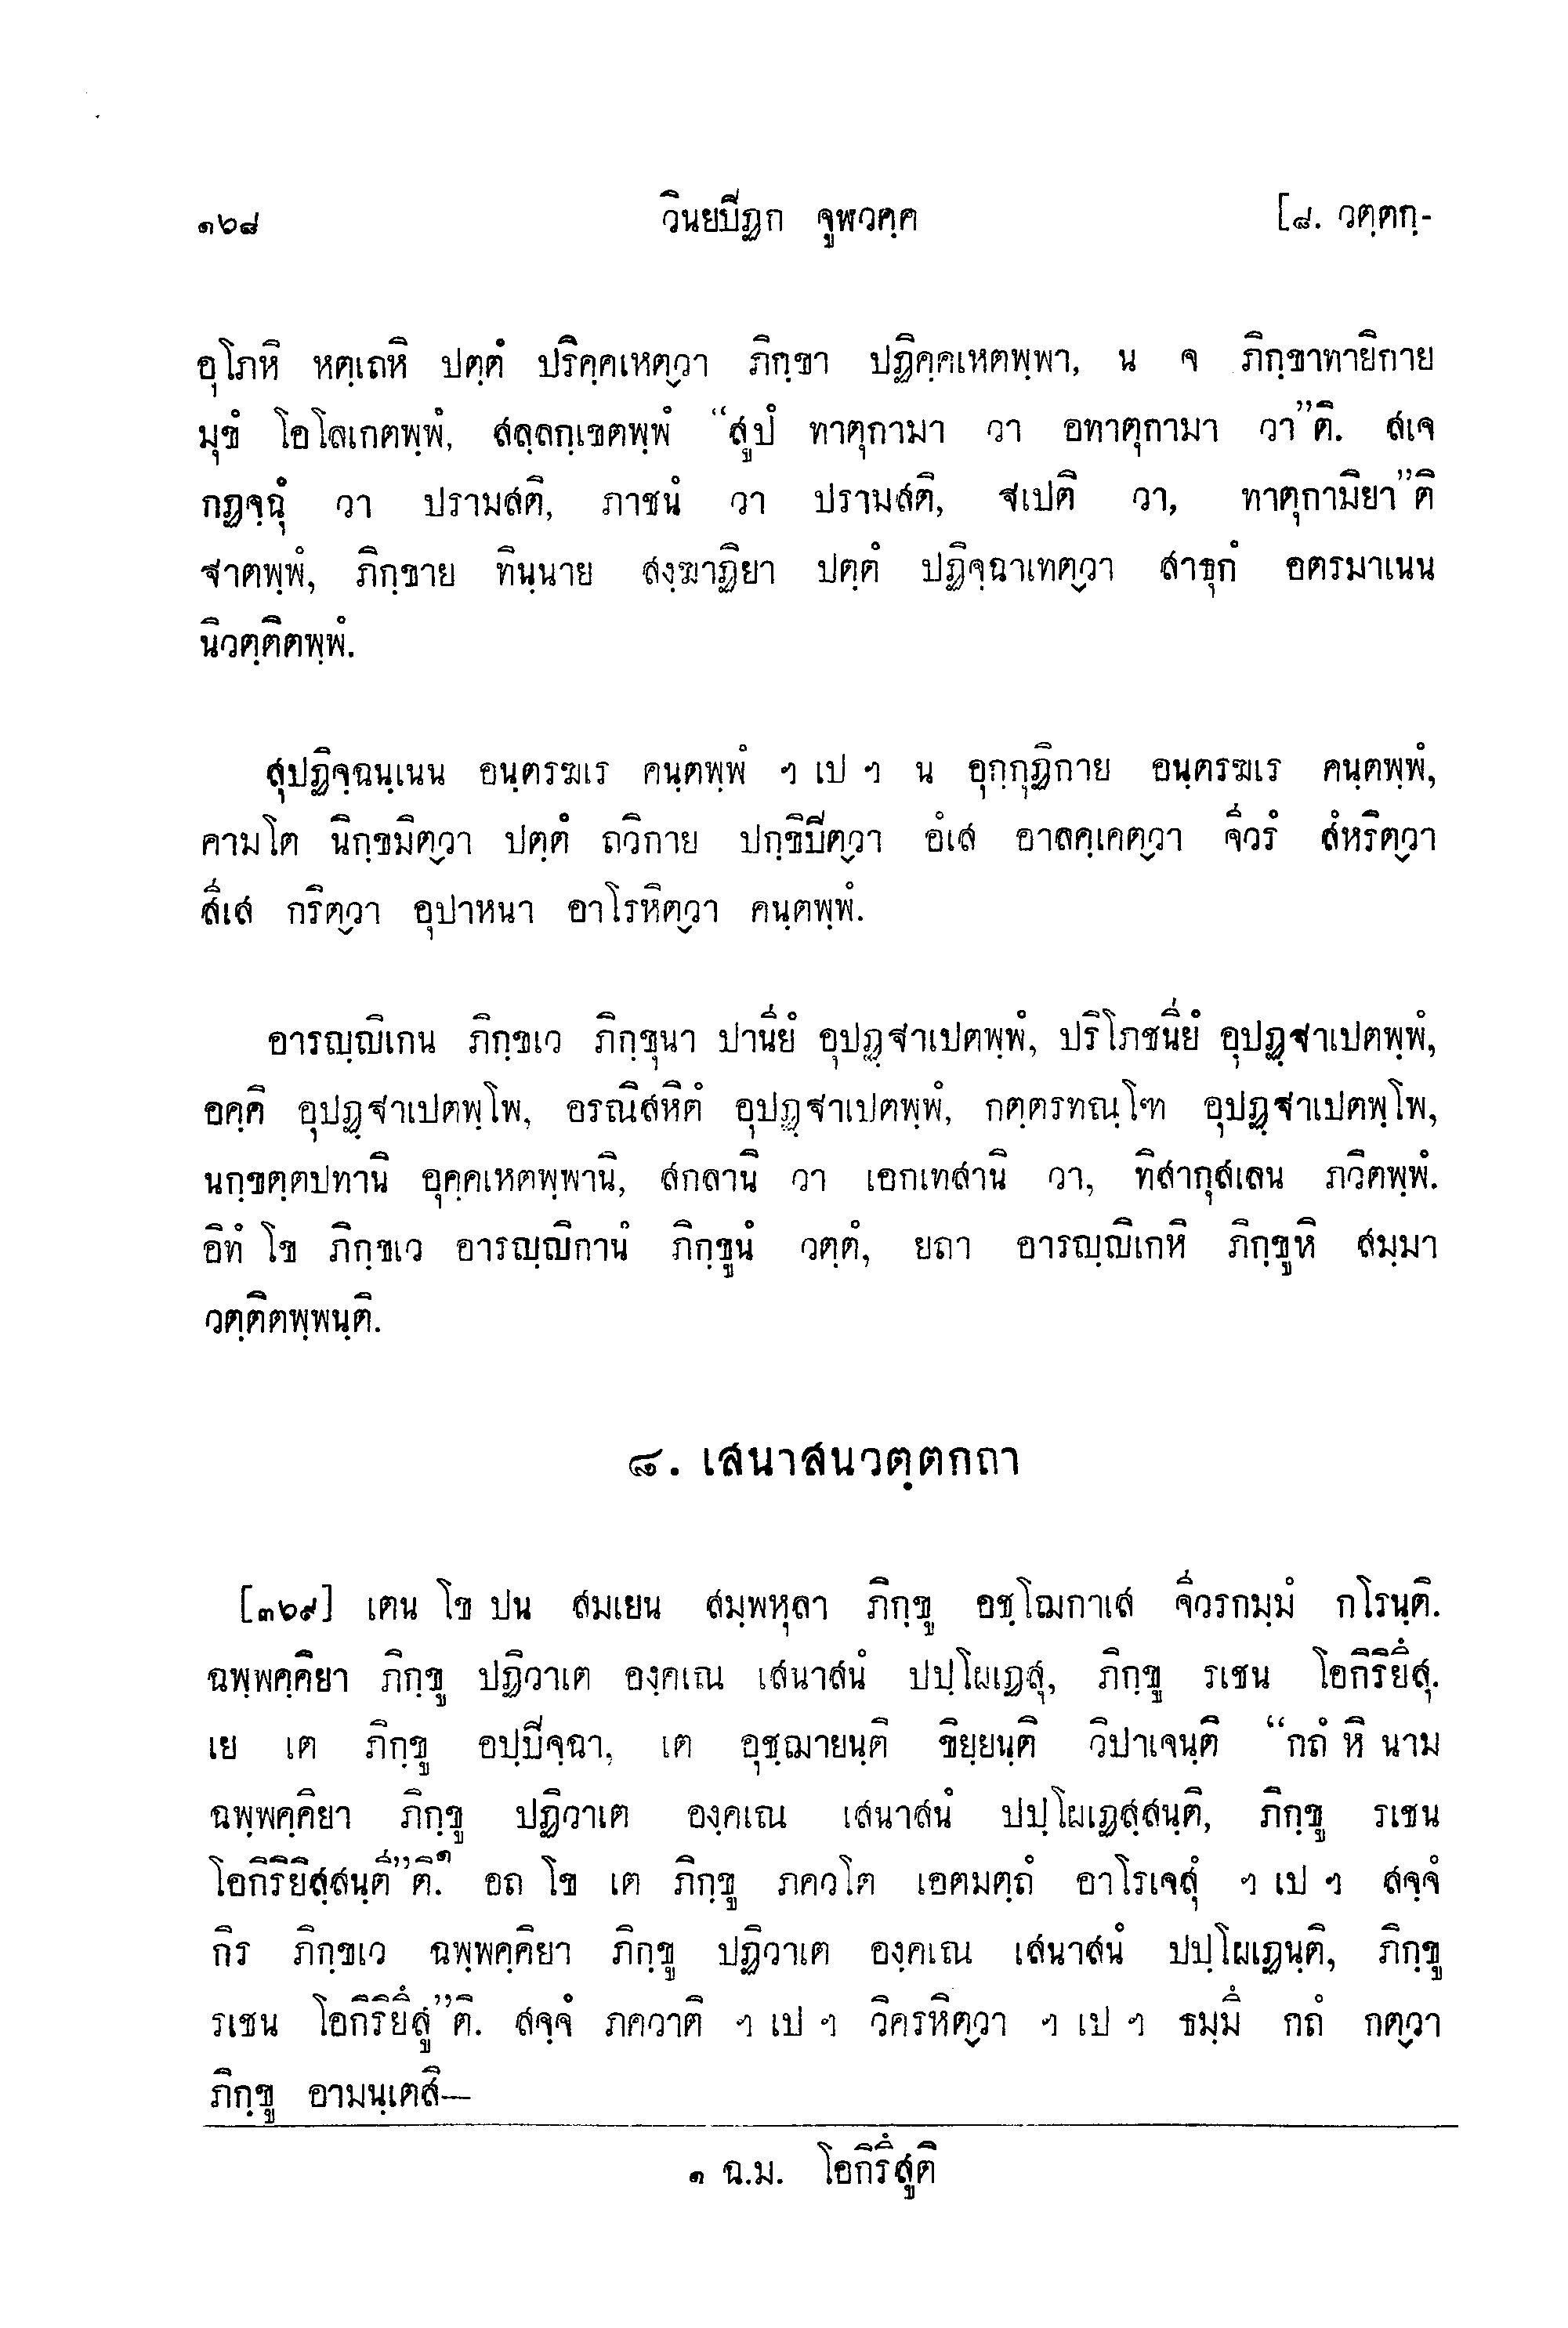 ๑๖๘ วินยปิฏก จูฬวคฺค [๘. วตฺตกฺ-
อุโภหิ หตฺเถหิ ปตฺตํ ปริคฺคเหตฺวา ภิกฺขา ปฏิคฺคเหตพฺพา, น จ ภิกฺขาทายิกาย
มุขํ โอโลเกตพฺพํ, สลฺลกฺเขตพฺพํ “สูปํ ทาตุกามา วา อทาตุกามา วา”ติ. สเจ
กฏจฺฉุํ วา ปรามสติ, ภาชนํ วา ปรามสติ, ฐเปติ วา, ทาตุกามิยา”ติ
ฐาตพฺพํ, ภิกฺขาย ทินฺนาย สงฺฆาฏิยา ปตฺตํ ปฏิจฺฉาเทตฺวา สาธุกํ อตรมาเนน
นิวตฺติตพฺพํ.
สุปฏิจฺฉนฺเนน อนฺตรฆเร คนฺตพฺพํ ฯ เป ฯ น อุกฺกุฏิกาย อนฺตรฆเร คนฺตพฺพํ,
คามโต นิกฺขมิตฺวา ปตฺตํ ถวิกาย ปกฺขิปิตฺวา อํเส อาลคฺเคตฺวา จีวรํ สํหริตฺวา
สีเส กริตฺวา อุปาหนา อาโรหิตฺวา คนฺตพฺพํ.
อารญฺญิเกน ภิกฺขเว ภิกฺขุนา ปานียํ อุปฏฺฐาเปตพฺพํ, ปริโภชนียํ อุปฏฺฐาเปตพฺพํ,
อคฺคิ อุปฏฺฐาเปตพฺโพ, อรณิสหิตํ อุปฏฺฐาเปตพฺพํ, กตฺตรทณฺโฑ อุปฏฺฐาเปตพฺโพ,
นกฺขตฺตปทานิ อุคฺคเหตพฺพานิ, สกลานิ วา เอกเทสานิ วา, ทิสากุสเลน ภวิตพฺพํ.
อิทํ โข ภิกฺขเว อารญฺญิกานํ ภิกฺขูนํ วตฺตํ, ยถา อารญฺญิเกหิ ภิกฺขูหิ สมฺมา
วตฺติตพฺพนฺติ.
๘. เสนาสนวตฺตกถา
[๓๖๙] เตน โข ปน สมเยน สมฺพหุลา ภิกฺขู อชฺโฌกาเส จีวรกมฺมํ กโรนฺติ.
ฉพฺพคฺคิยา ภิกฺขู ปฏิวาเต องฺคเณ เสนาสนํ ปปฺโผเฏสุ, ภิกฺขู รเชน โอกิริยึสุ.
เย เต ภิกฺขู อปฺปิจฺฉา, เต อุชฺฌายนฺติ ขิยฺยนฺติ วิปาเจนฺติ “กถํ หิ นาม
ฉพฺพคฺคิยา ภิกฺขู ปฏิวาเต องฺคเณ เสนาสนํ ปปฺโผเฏสฺสนฺติ, ภิกฺขู รเชน
โอกิริยิสฺสนฺตี”ติ.๑ อถ โข เต ภิกฺขู ภควโต เอตมตฺถํ อาโรเจสุํ ฯ เป ฯ สจฺจํ
กิร ภิกฺขเว ฉพฺพคฺคิยา ภิกฺขู ปฏิวาเต องฺคเณ เสนาสนํ ปปฺโผเฏนฺติ, ภิกฺขู
รเชน โอกิริยึสู”ติ. สจฺจํ ภควาติ ฯ เป ฯ วิครหิตฺวา ฯ เป ฯ ธมฺมึ กถํ กตฺวา
ภิกฺขู อามนฺเตสิ—
๑ ฉ.ม. โอกิรึสูติ